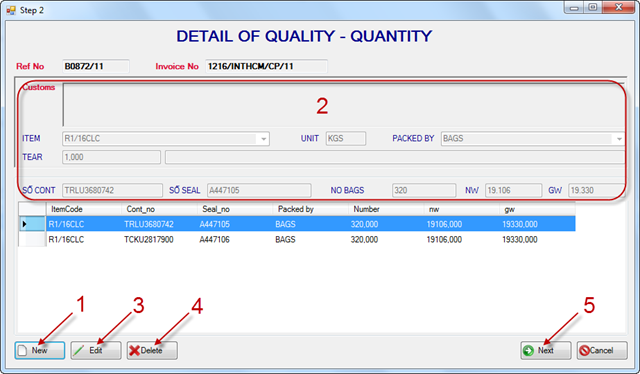 Step 2
DETAIL OF QUALITY - QUANTITY
Ref No B0872/11 Invoice No 1216/INTHCM/CP/11
Customs
2
ITEM R1/16CLC UNIT KGS PACKED BY BAGS
TEAR 1,000
SỐ CONT TRLU3680742 SỐ SEAL A447105 NO BAGS 320 NW 19.106 GW 19.330
ItemCode Cont_no Seal_no Packed by Number nw gw
R1/16CLC TRLU3680742 A447105 BAGS 320,000 19106,000 19330,000
R1/16CLC TCKU2817900 A447106 BAGS 320,000 19106,000 19330,000
1 3 4 5
New Edit Delete Next Cancel